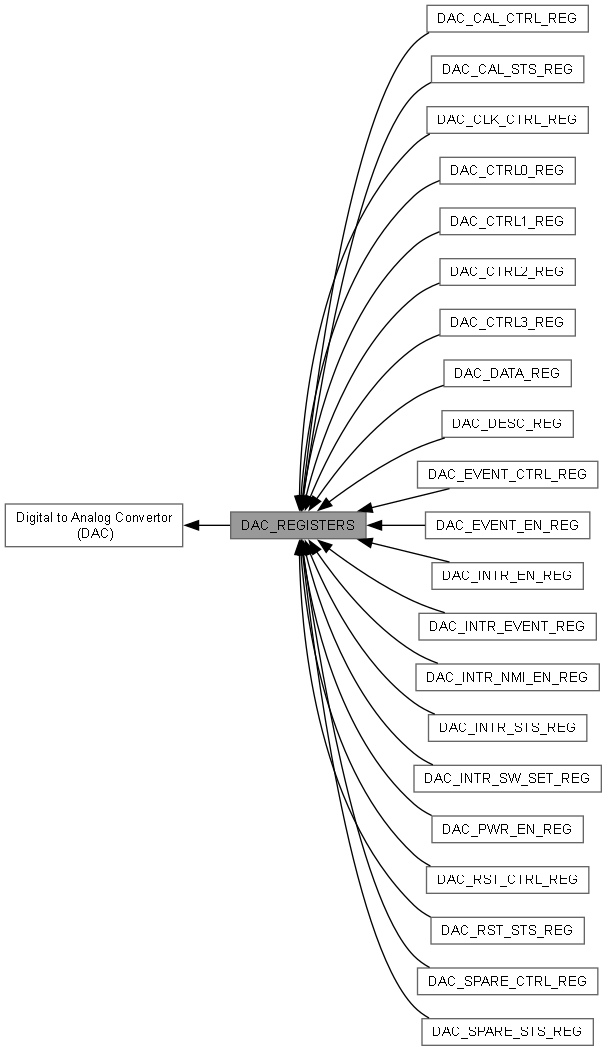 DAC_CAL_CTRL_REG
DAC_CAL_STS_REG
DAC_CLK_CTRL_REG
DAC_CTRL0_REG
DAC_CTRL1_REG
DAC_CTRL2_REG
DAC_CTRL3_REG
DAC_DATA_REG
DAC_DESC_REG
DAC_EVENT_CTRL_REG
Digital to Analog Convertor
(DAC)
DAC_REGISTERS
DAC_EVENT_EN_REG
DAC_INTR_EN_REG
DAC_INTR_EVENT_REG
DAC_INTR_NMI_EN_REG
DAC_INTR_STS_REG
DAC_INTR_SW_SET_REG
DAC_PWR_EN_REG
DAC_RST_CTRL_REG
DAC_RST_STS_REG
DAC_SPARE_CTRL_REG
DAC_SPARE_STS_REG